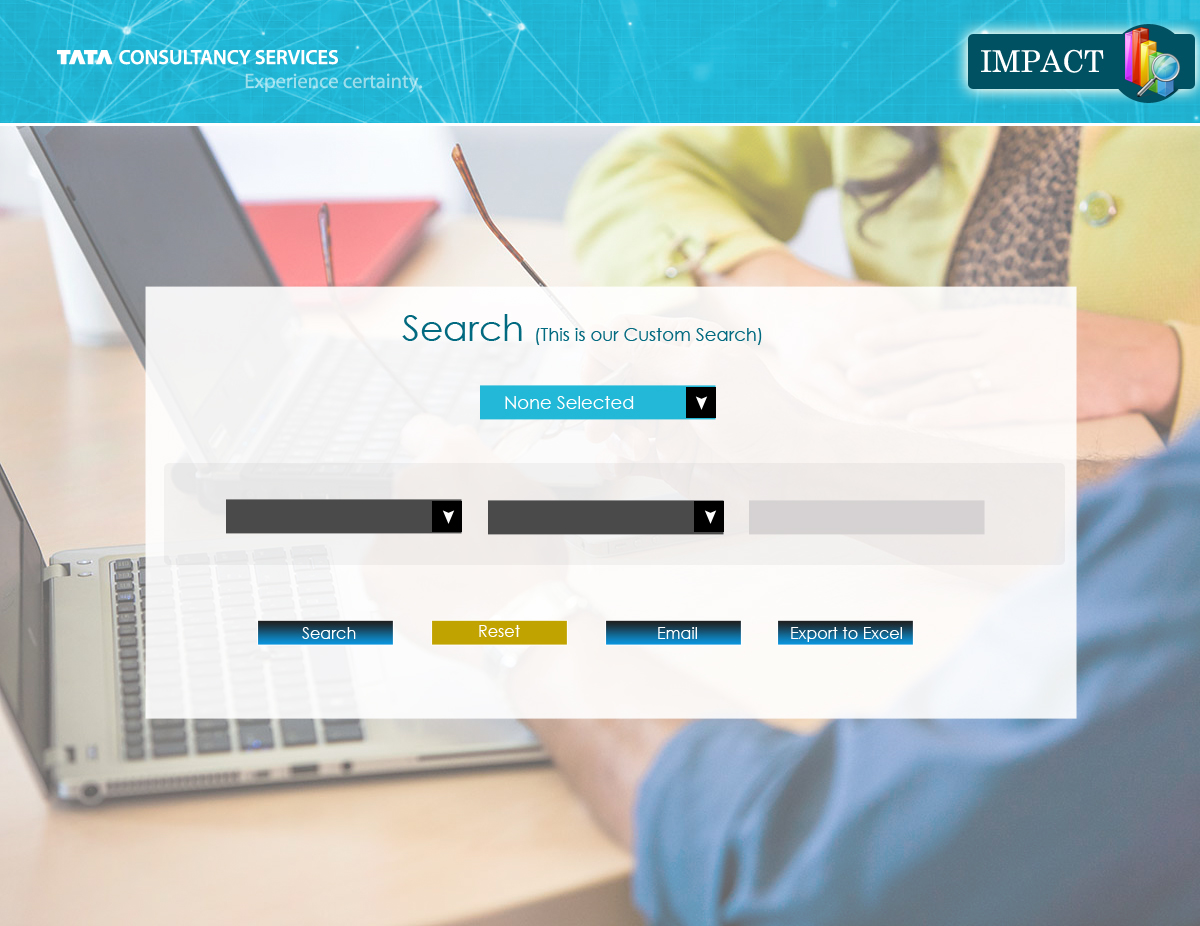 TATA CONSULTANCY SERVICES
Experience certainty.
IMPACT
Search (This is our Custom Search)
None Selected
Search
Reset
Email
Export to Excel